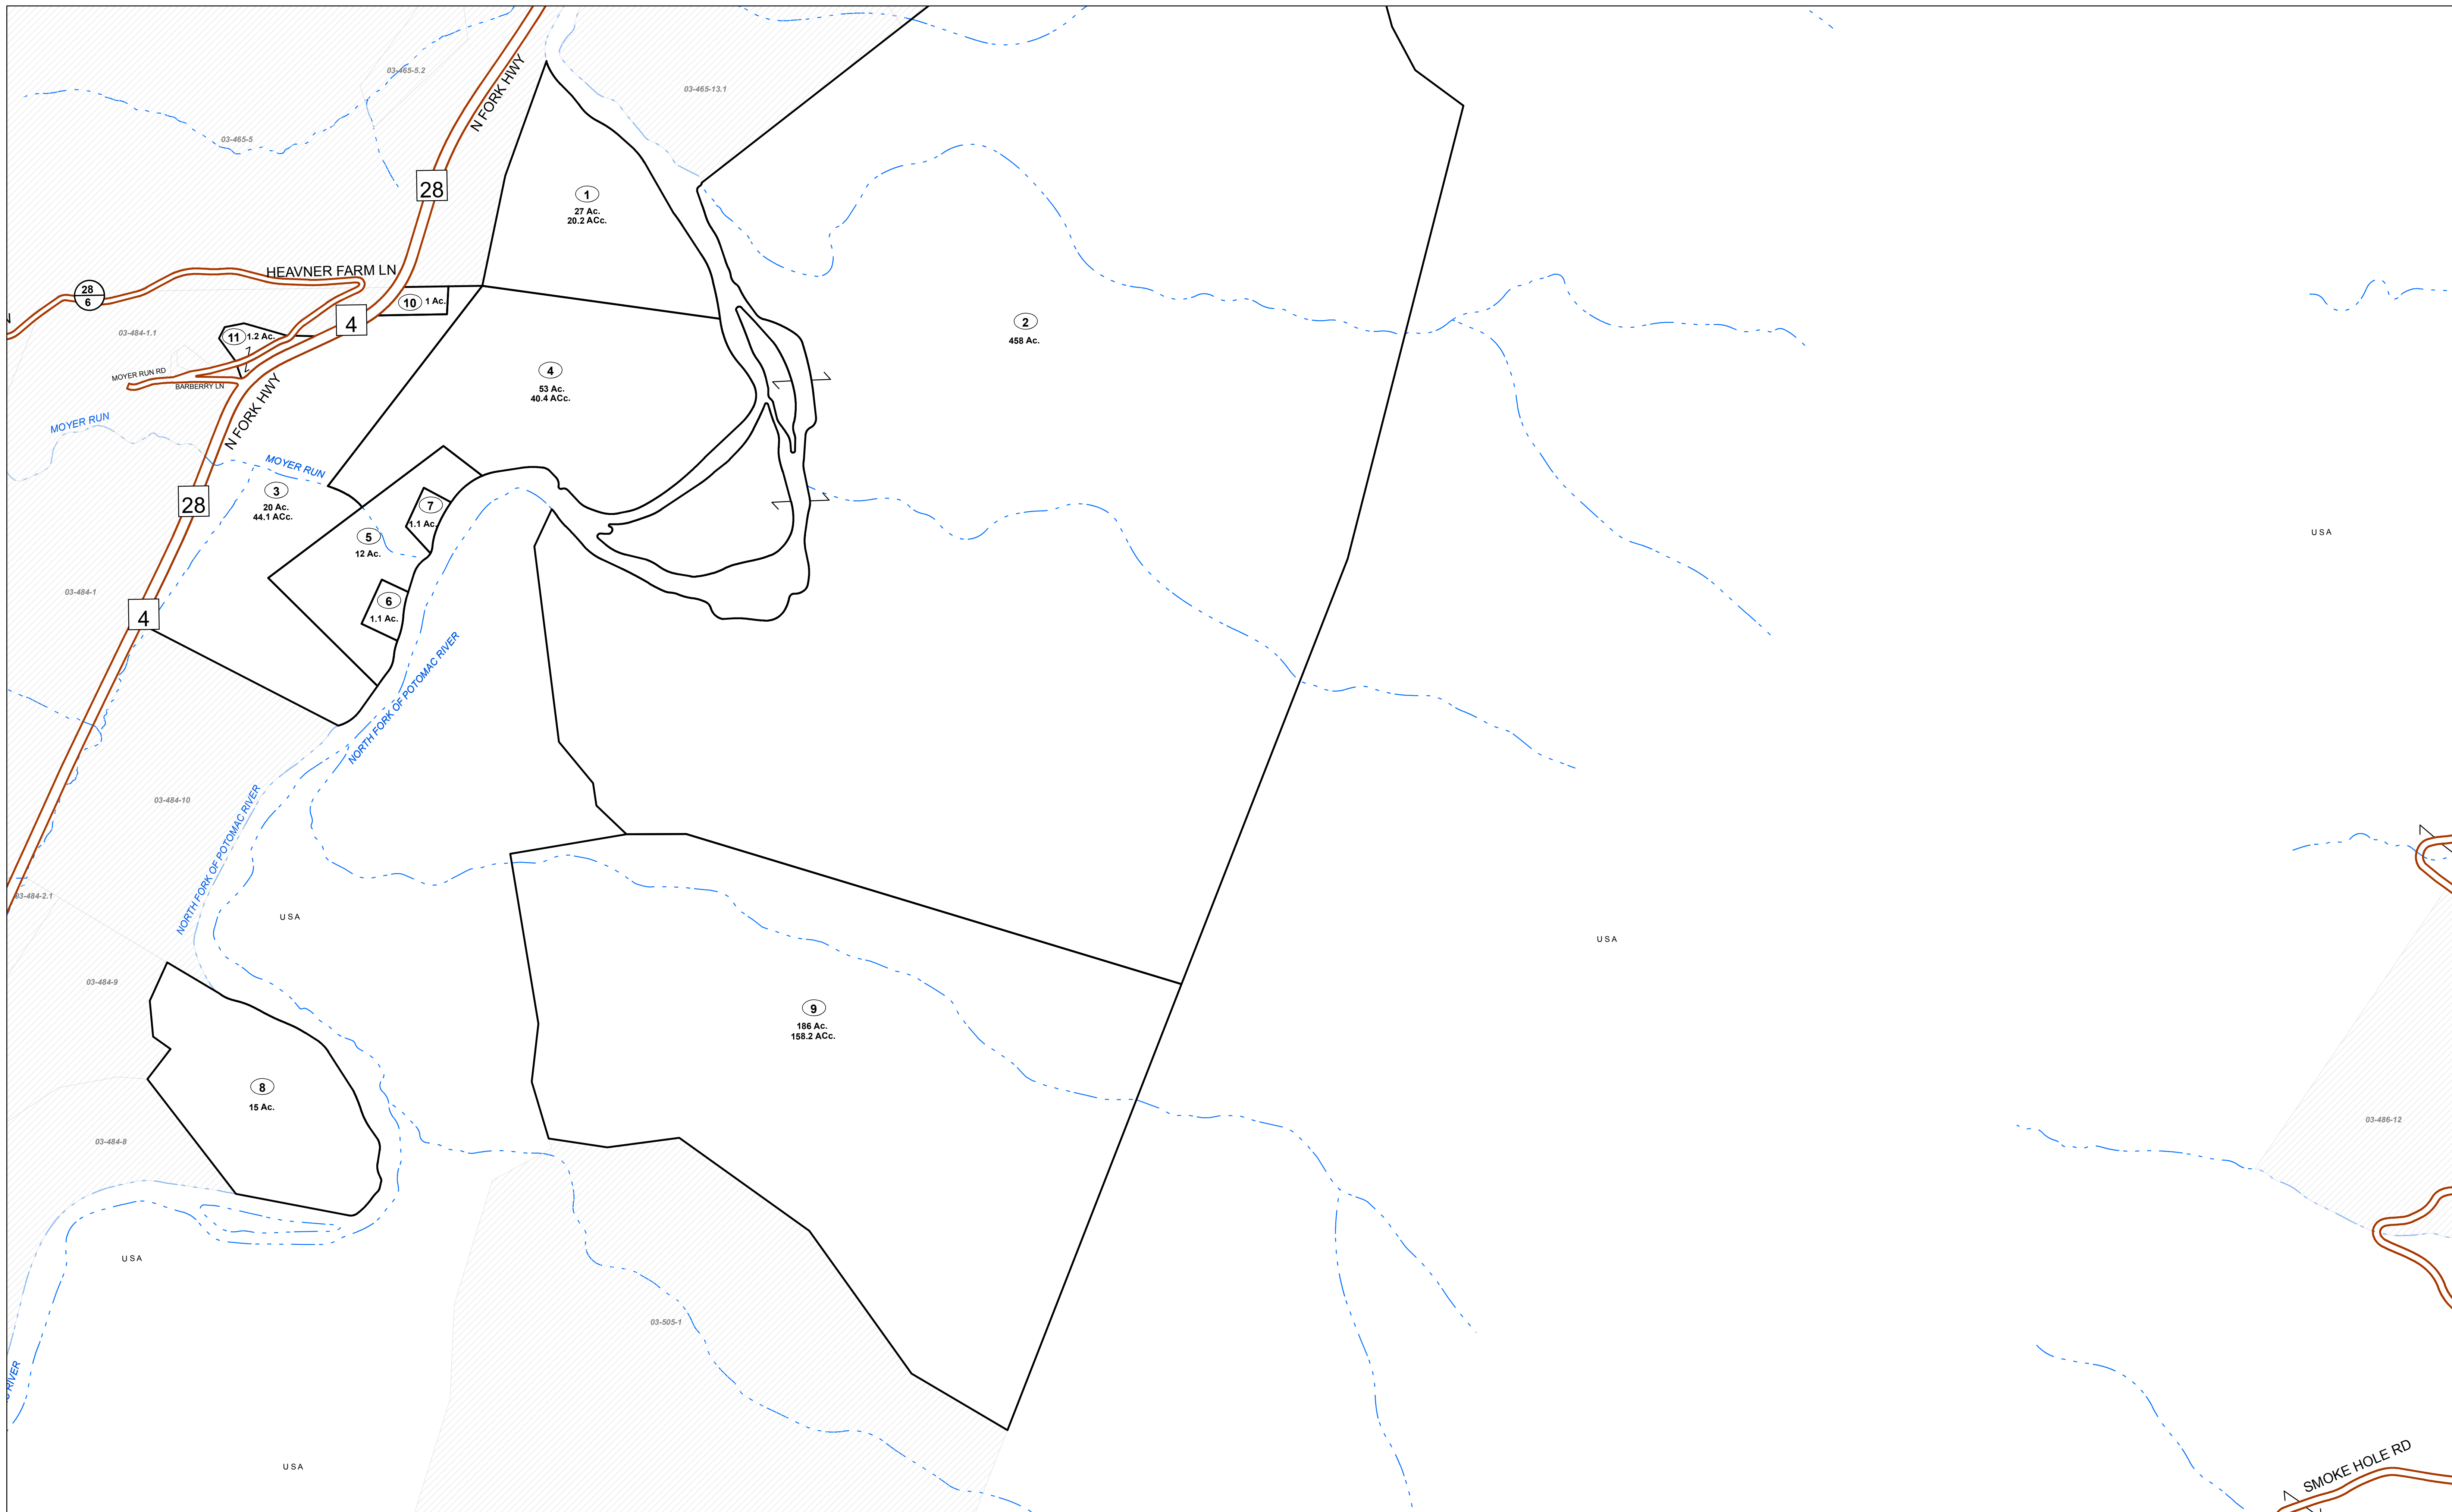 03-465-5.2
N FORK HWY
03-465-13.1
03-465-5
28
1
27 Ac.
20.2 ACc.
HEAVNER FARM LN
28
6
10
1 Ac.
4
N
03-484-1.1
11
1.2 Ac.
2
458 Ac.
MOYER RUN RD
BARBERRY LN
4
53 Ac.
40.4 ACc.
N FORK HWY
MOYER RUN
MOYER RUN
3
20 Ac.
44.1 ACc.
28
7
1.1 Ac.
5
12 Ac.
U S A
03-484-1
6
1.1 Ac.
4
NORTH FORK OF POTOMAC RIVER
03-484-10
NORTH FORK OF POTOMAC RIVER
03-484-2.1
U S A
U S A
03-484-9
9
186 Ac.
158.2 ACc.
8
15 Ac.
03-484-8
03-486-12
U S A
03-505-1
RIVER
U S A
SMOKE HOLE RD